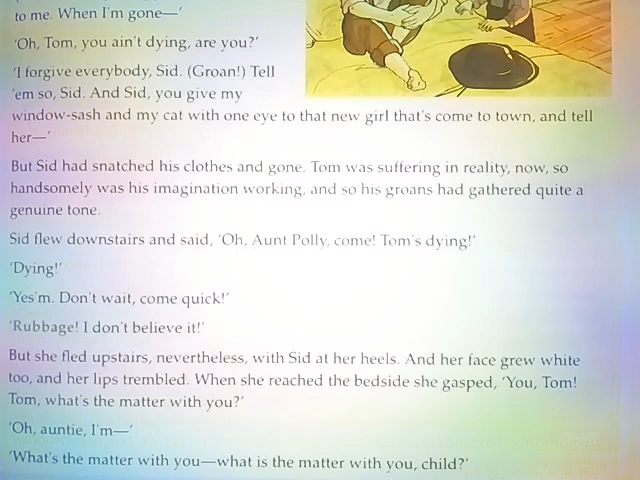 to me. When I'm gone—'
'Oh, Tom, you ain't dying, are you?'
'I forgive everybody, Sid. (Groan!) Tell
'em so, Sid. And Sid, you give my
window-sash and my cat with one eye to that new girl that's come to town, and tell
her—'
But Sid had snatched his clothes and gone. Tom was suffering in reality, now, so
handsomely was his imagination working, and so his groans had gathered quite a
genuine tone.
Sid flew downstairs and said, 'Oh, Aunt Polly, come! Tom's dying!'
'Dying!'
'Yes'm. Don't wait, come quick!'
'Rubbage! I don't believe it!'
But she fled upstairs, nevertheless, with Sid at her heels. And her face grew white
too, and her lips trembled. When she reached the bedside she gasped, 'You, Tom!
Tom, what's the matter with you?'
'Oh, auntie, I'm—'
'What's the matter with you—what is the matter with you, child?'